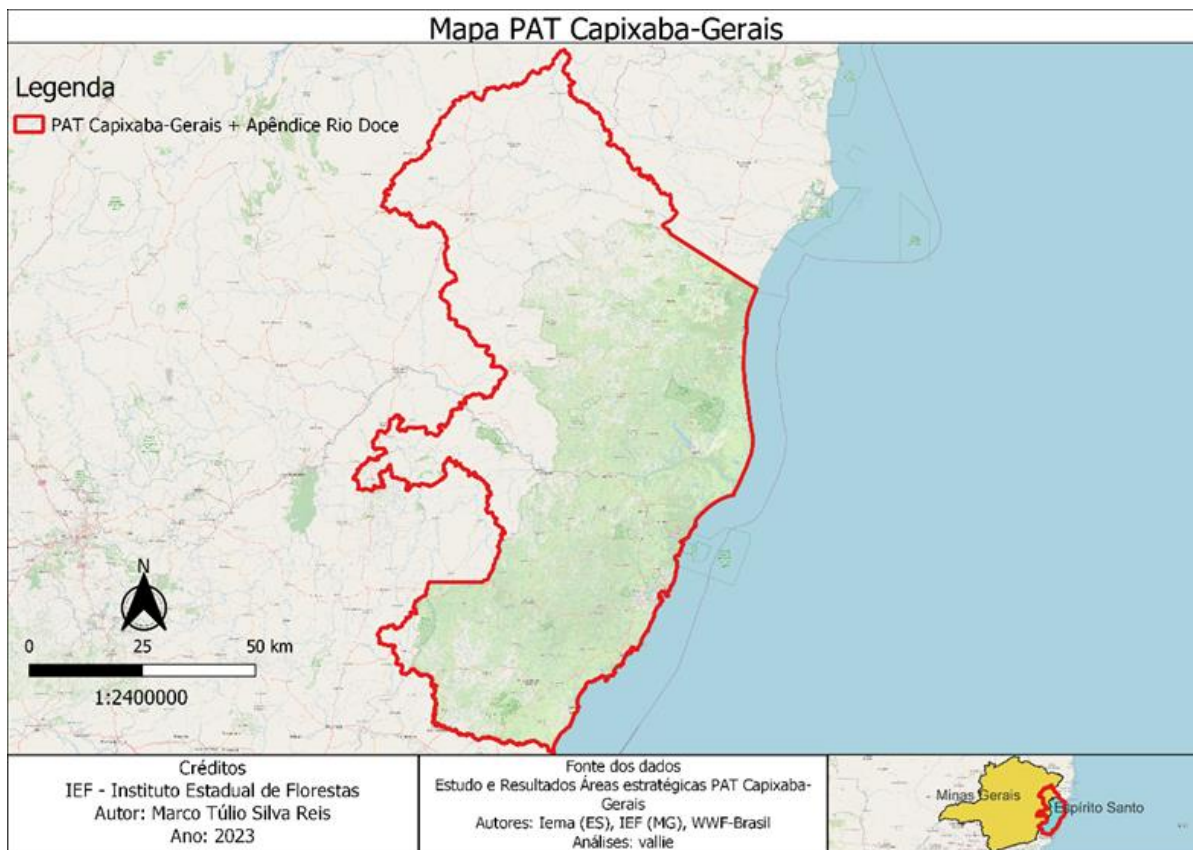 Mapa PAT Capixaba-Gerais
Legenda
PAT Capixaba-Gerais + Apêndice Rio Doce
N
0 25 50 km
1:2400000
Créditos
IEF - Instituto Estadual de Florestas
Autor: Marco Túlio Silva Reis
Ano: 2023
Fonte dos dados
Estudo e Resultados Áreas estratégicas PAT Capixaba-
Gerais
Autores: Iema (ES), IEF (MG), WWF-Brasil
Análises: vallie
Minas Gerais
Espírito Santo